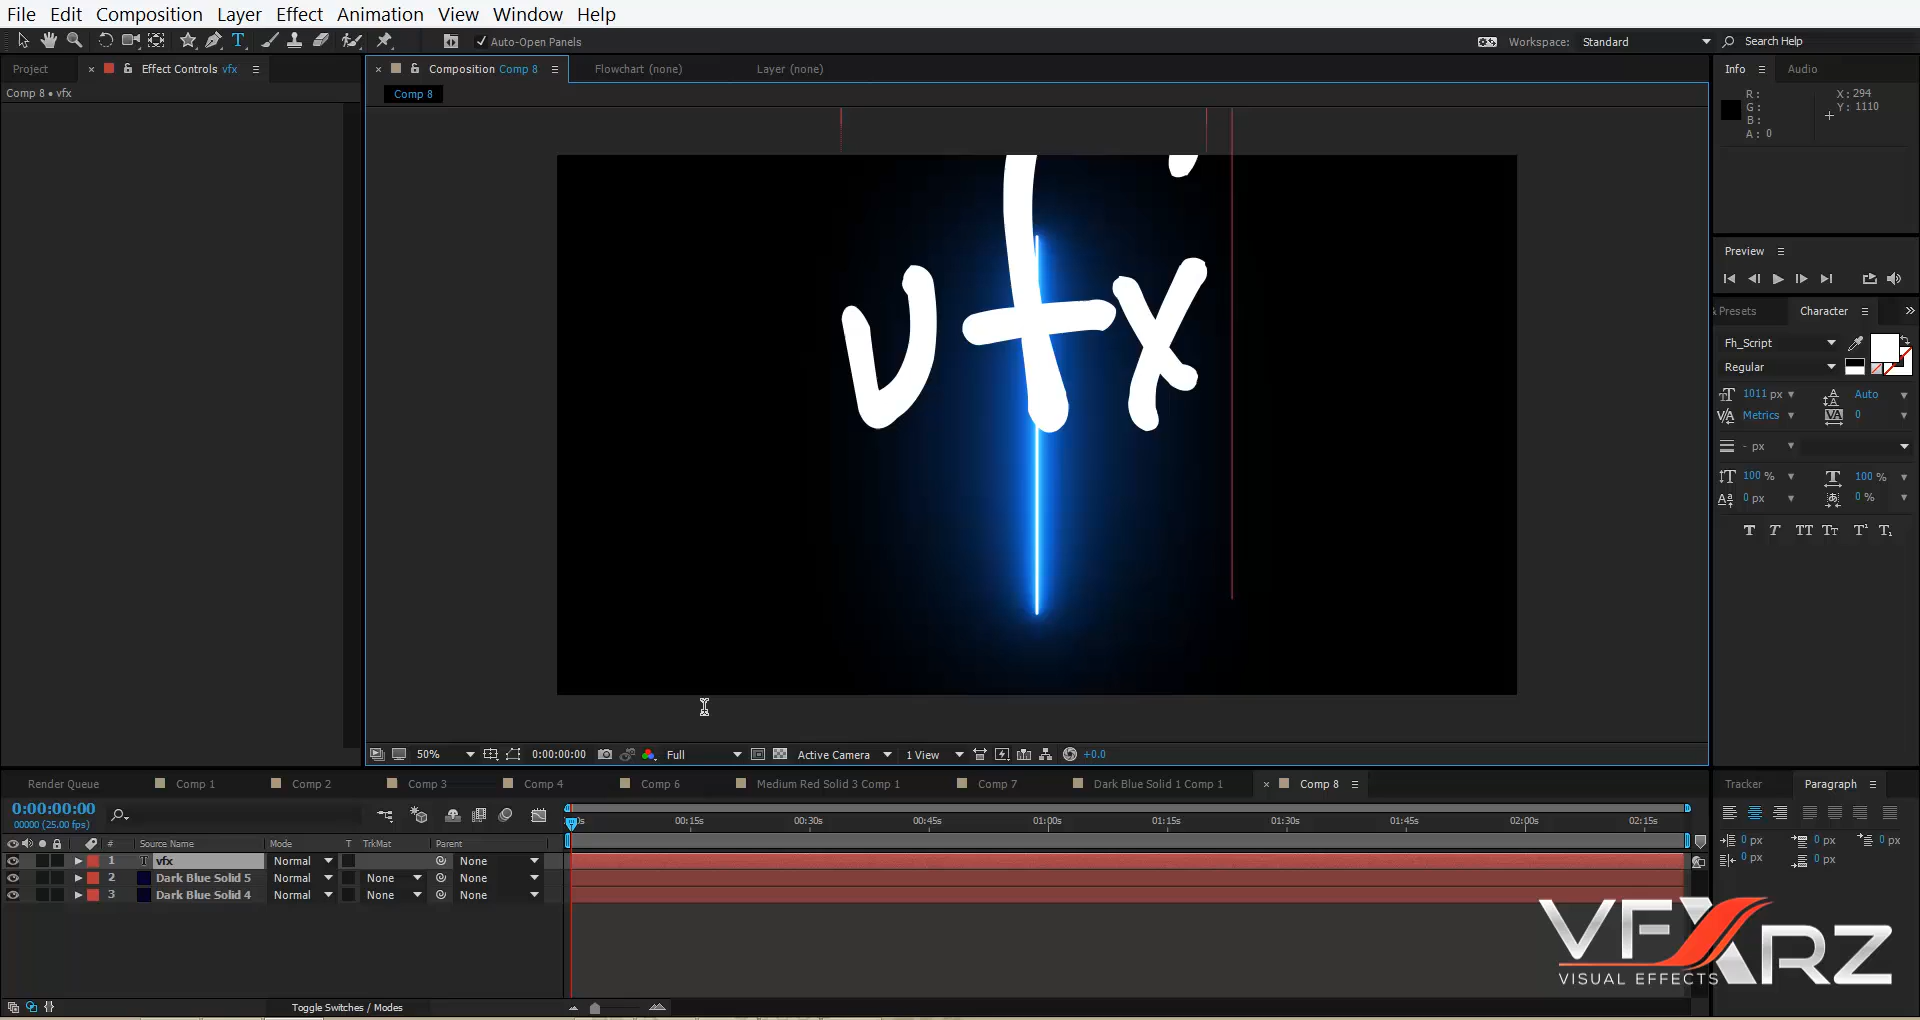 File Edit Composition Layer Effect Animation View Window Help
Auto-Open Panels
Workspace: Standard
Search Help
Project
Effect Controls vfx
Composition Comp 8
Flowchart (none)
Layer (none)
Info
Audio
Comp 8 • vfx
Comp 8
R:
G:
B:
A: 0
X: 294
Y: 1110
vfx
Preview
& Presets
Character
Fh_Script
Regular
1011 px
Auto
Metrics
0
- px
100 %
100 %
0 px
0 %
T T TT Tt T¹ T₁
50%
0:00:00:00
Full
Active Camera
1 View
+0.0
Render Queue
Comp 1
Comp 2
Comp 3
Comp 4
Comp 6
Medium Red Solid 3 Comp 1
Comp 7
Dark Blue Solid 1 Comp 1
Comp 8
Tracker
Paragraph
0:00:00:00
00000 (25.00 fps)
00:15s 00:30s 00:45s 01:00s 01:15s 01:30s 01:45s 02:00s 02:15s
# Source Name Mode T TrkMat Parent
1 T vfx Normal None
2 Dark Blue Solid 5 Normal None None
3 Dark Blue Solid 4 Normal None None
0 px 0 px 0 px
0 px 0 px
VFXARZ
VISUAL EFFECTS
Toggle Switches / Modes